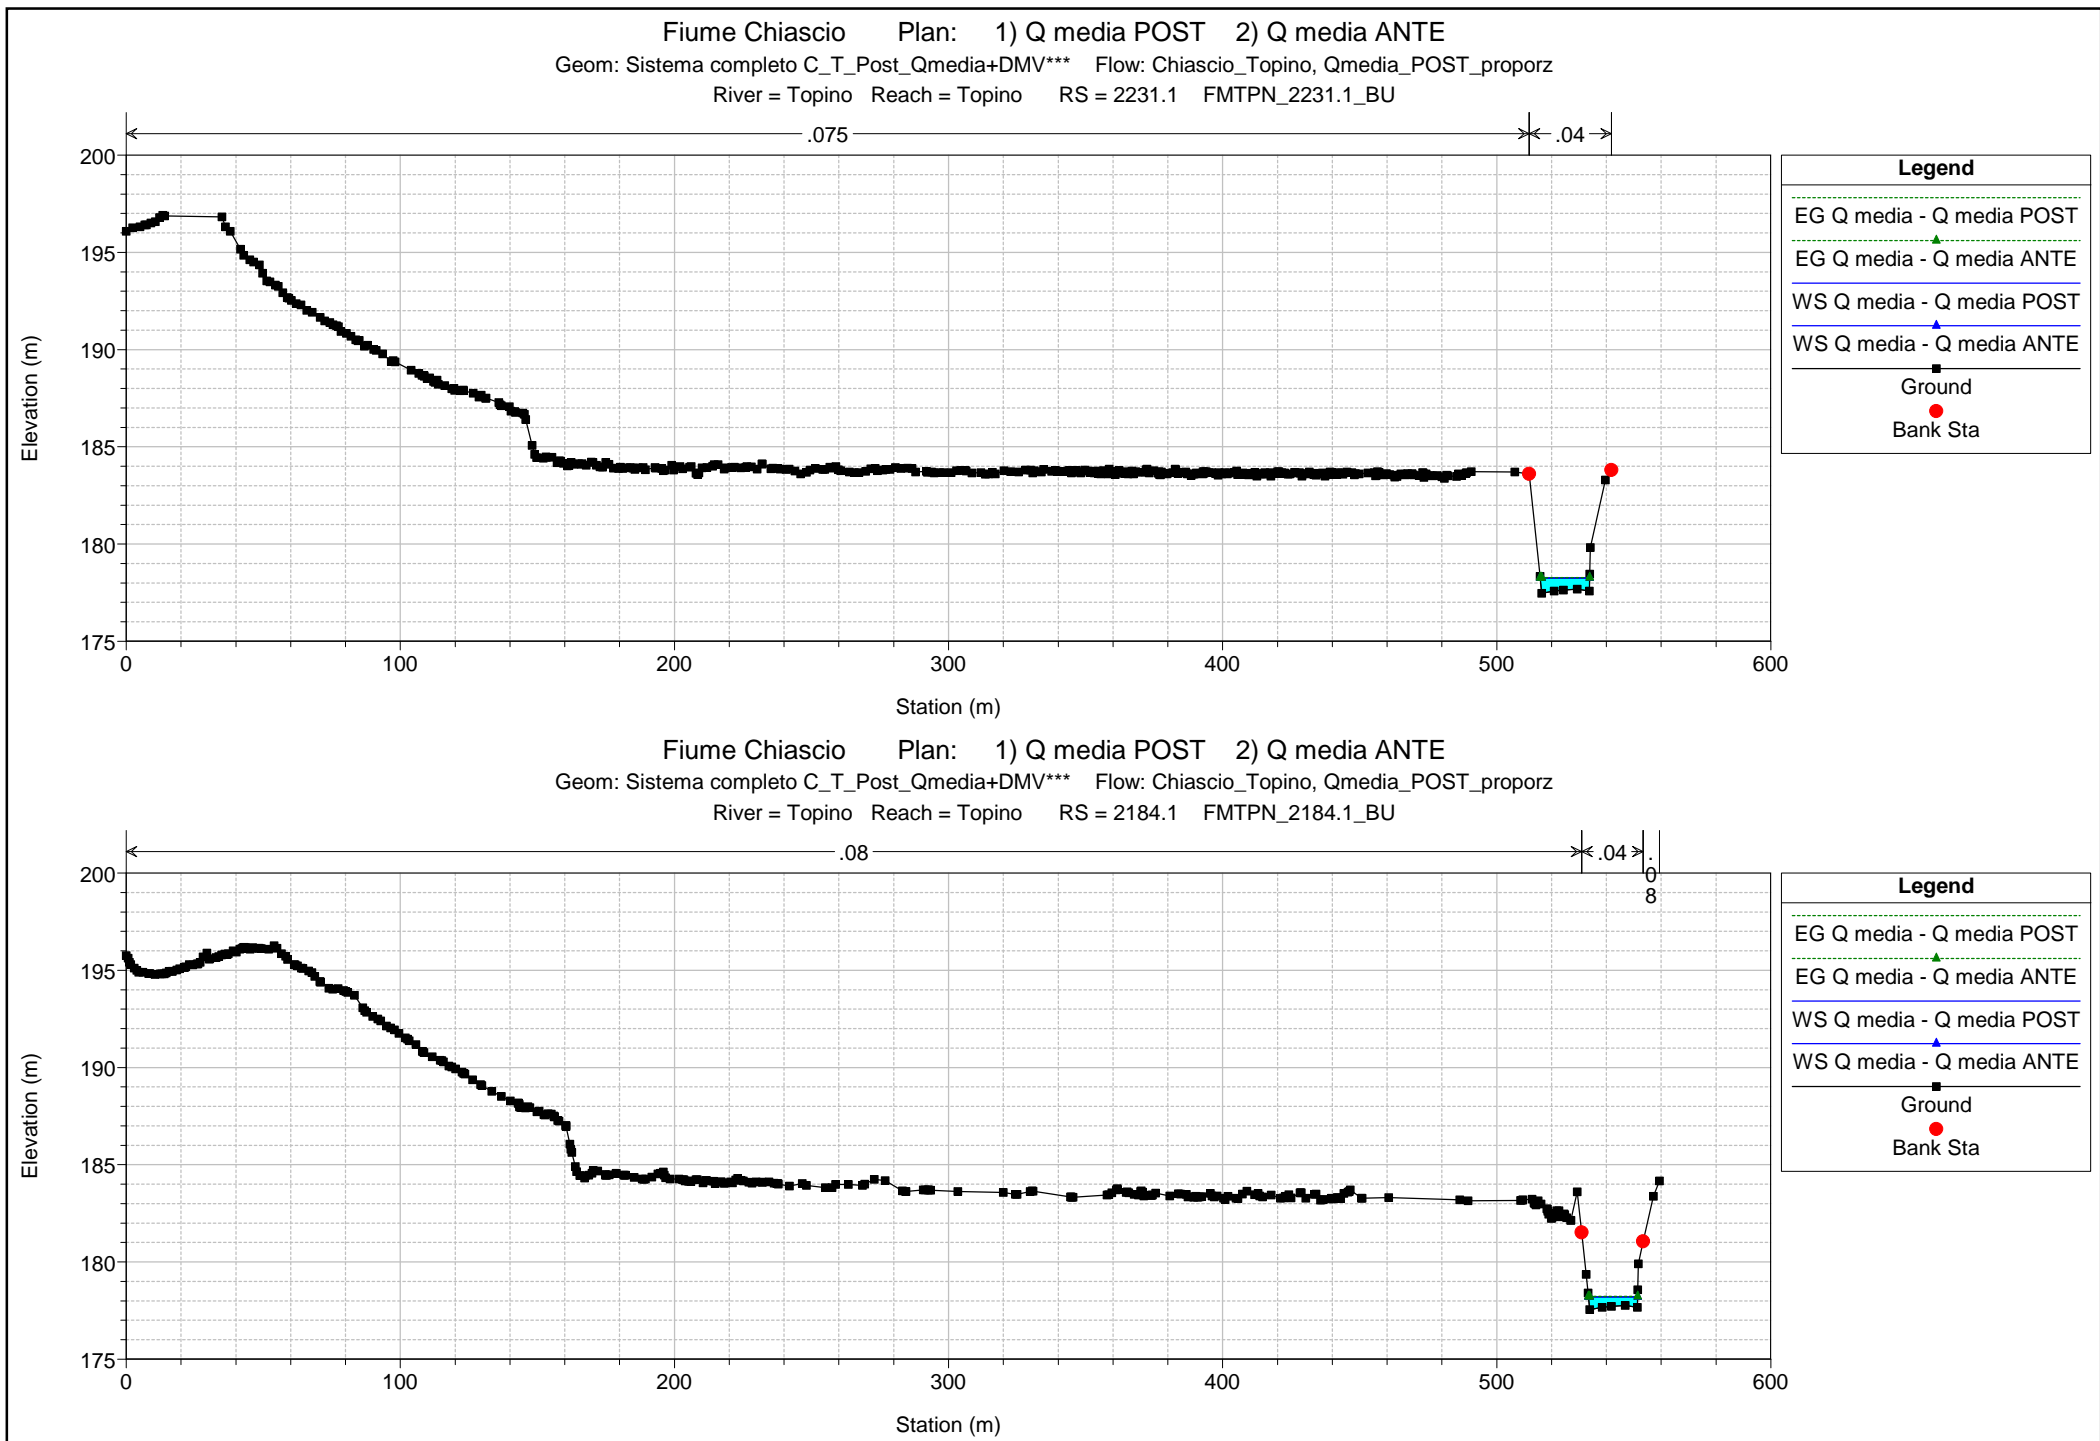 Fiume Chiascio Plan: 1) Q media POST 2) Q media ANTE
Geom: Sistema completo C_T_Post_Qmedia+DMV*** Flow: Chiascio_Topino, Qmedia_POST_proporz
River = Topino Reach = Topino RS = 2231.1 FMTPN_2231.1_BU
.075 .04
200
195
190
185
180
175
Elevation (m)
0 100 200 300 400 500 600
Station (m)
Legend
EG Q media - Q media POST
EG Q media - Q media ANTE
WS Q media - Q media POST
WS Q media - Q media ANTE
Ground
Bank Sta
Fiume Chiascio Plan: 1) Q media POST 2) Q media ANTE
Geom: Sistema completo C_T_Post_Qmedia+DMV*** Flow: Chiascio_Topino, Qmedia_POST_proporz
River = Topino Reach = Topino RS = 2184.1 FMTPN_2184.1_BU
.08 .04 .08
200
195
190
185
180
175
Elevation (m)
0 100 200 300 400 500 600
Station (m)
Legend
EG Q media - Q media POST
EG Q media - Q media ANTE
WS Q media - Q media POST
WS Q media - Q media ANTE
Ground
Bank Sta